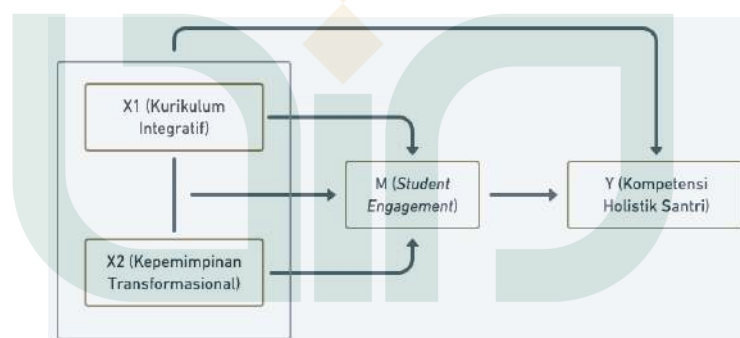 X1 (Kurikulum
Integratif)
M (Student
Engagement)
Y (Kompetensi
Holistik Santri)
X2 (Kepemimpinan
Transformasional)